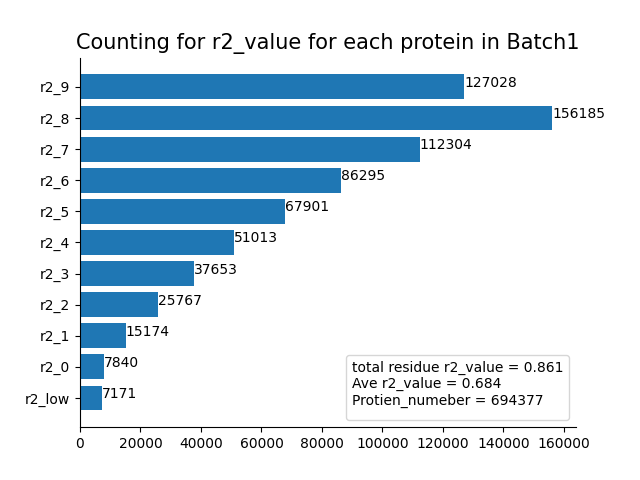 Counting for r2_value for each protein in Batch1
r2_9 127028
r2_8 156185
r2_7 112304
r2_6 86295
r2_5 67901
r2_4 51013
r2_3 37653
r2_2 25767
r2_1 15174
r2_0 7840
r2_low 7171
total residue r2_value = 0.861
Ave r2_value = 0.684
Protien_numeber = 694377
0 20000 40000 60000 80000 100000 120000 140000 160000